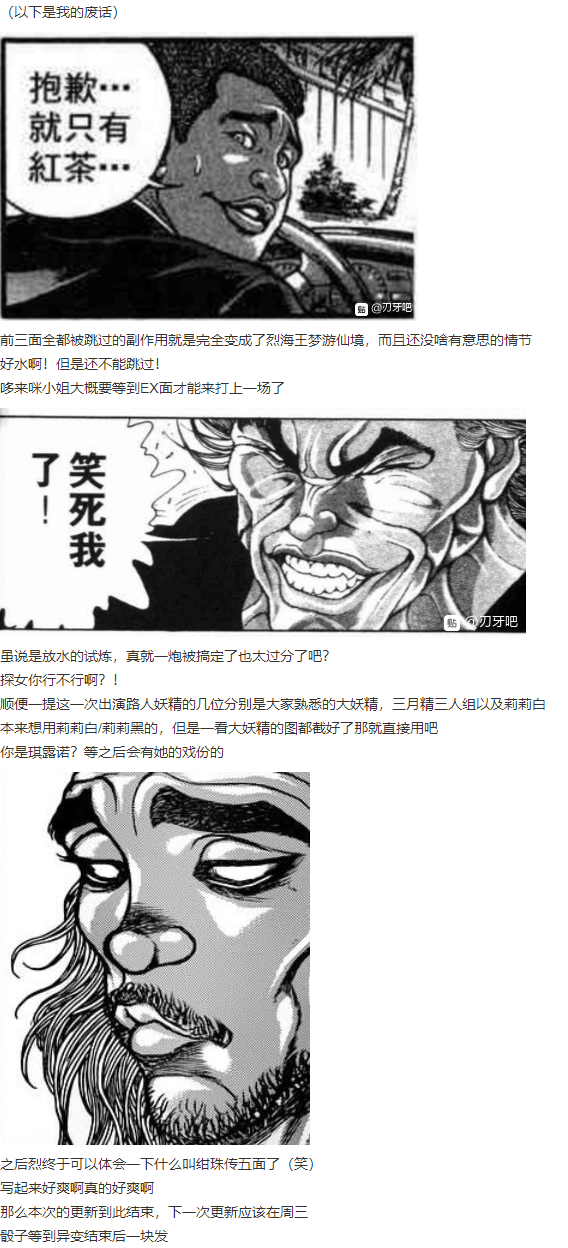 （以下是我的废话）
抱歉…
就只有
紅茶…
贴 @刃牙吧
前三面全都被跳过的副作用就是完全变成了烈海王梦游仙境，而且还没啥有意思的情节
好水啊！但是还不能跳过！
哆来咪小姐大概要等到EX面才能来打上一场了
笑死我
了！
贴 @刃牙吧
虽说是放水的试炼，真就一炮被搞定了也太过分了吧？
探女你行不行啊？！
顺便一提这一次出演路人妖精的几位分别是大家熟悉的大妖精，三月精三人组以及莉莉白
本来想用莉莉白/莉莉黑的，但是一看大妖精的图都截好了那就直接用吧
你是琪露诺？等之后会有她的戏份的
之后烈终于可以体会一下什么叫绀珠传五面了（笑）
写起来好爽啊真的好爽啊
那么本次的更新到此结束，下一次更新应该在周三
骰子等到异变结束后一块发